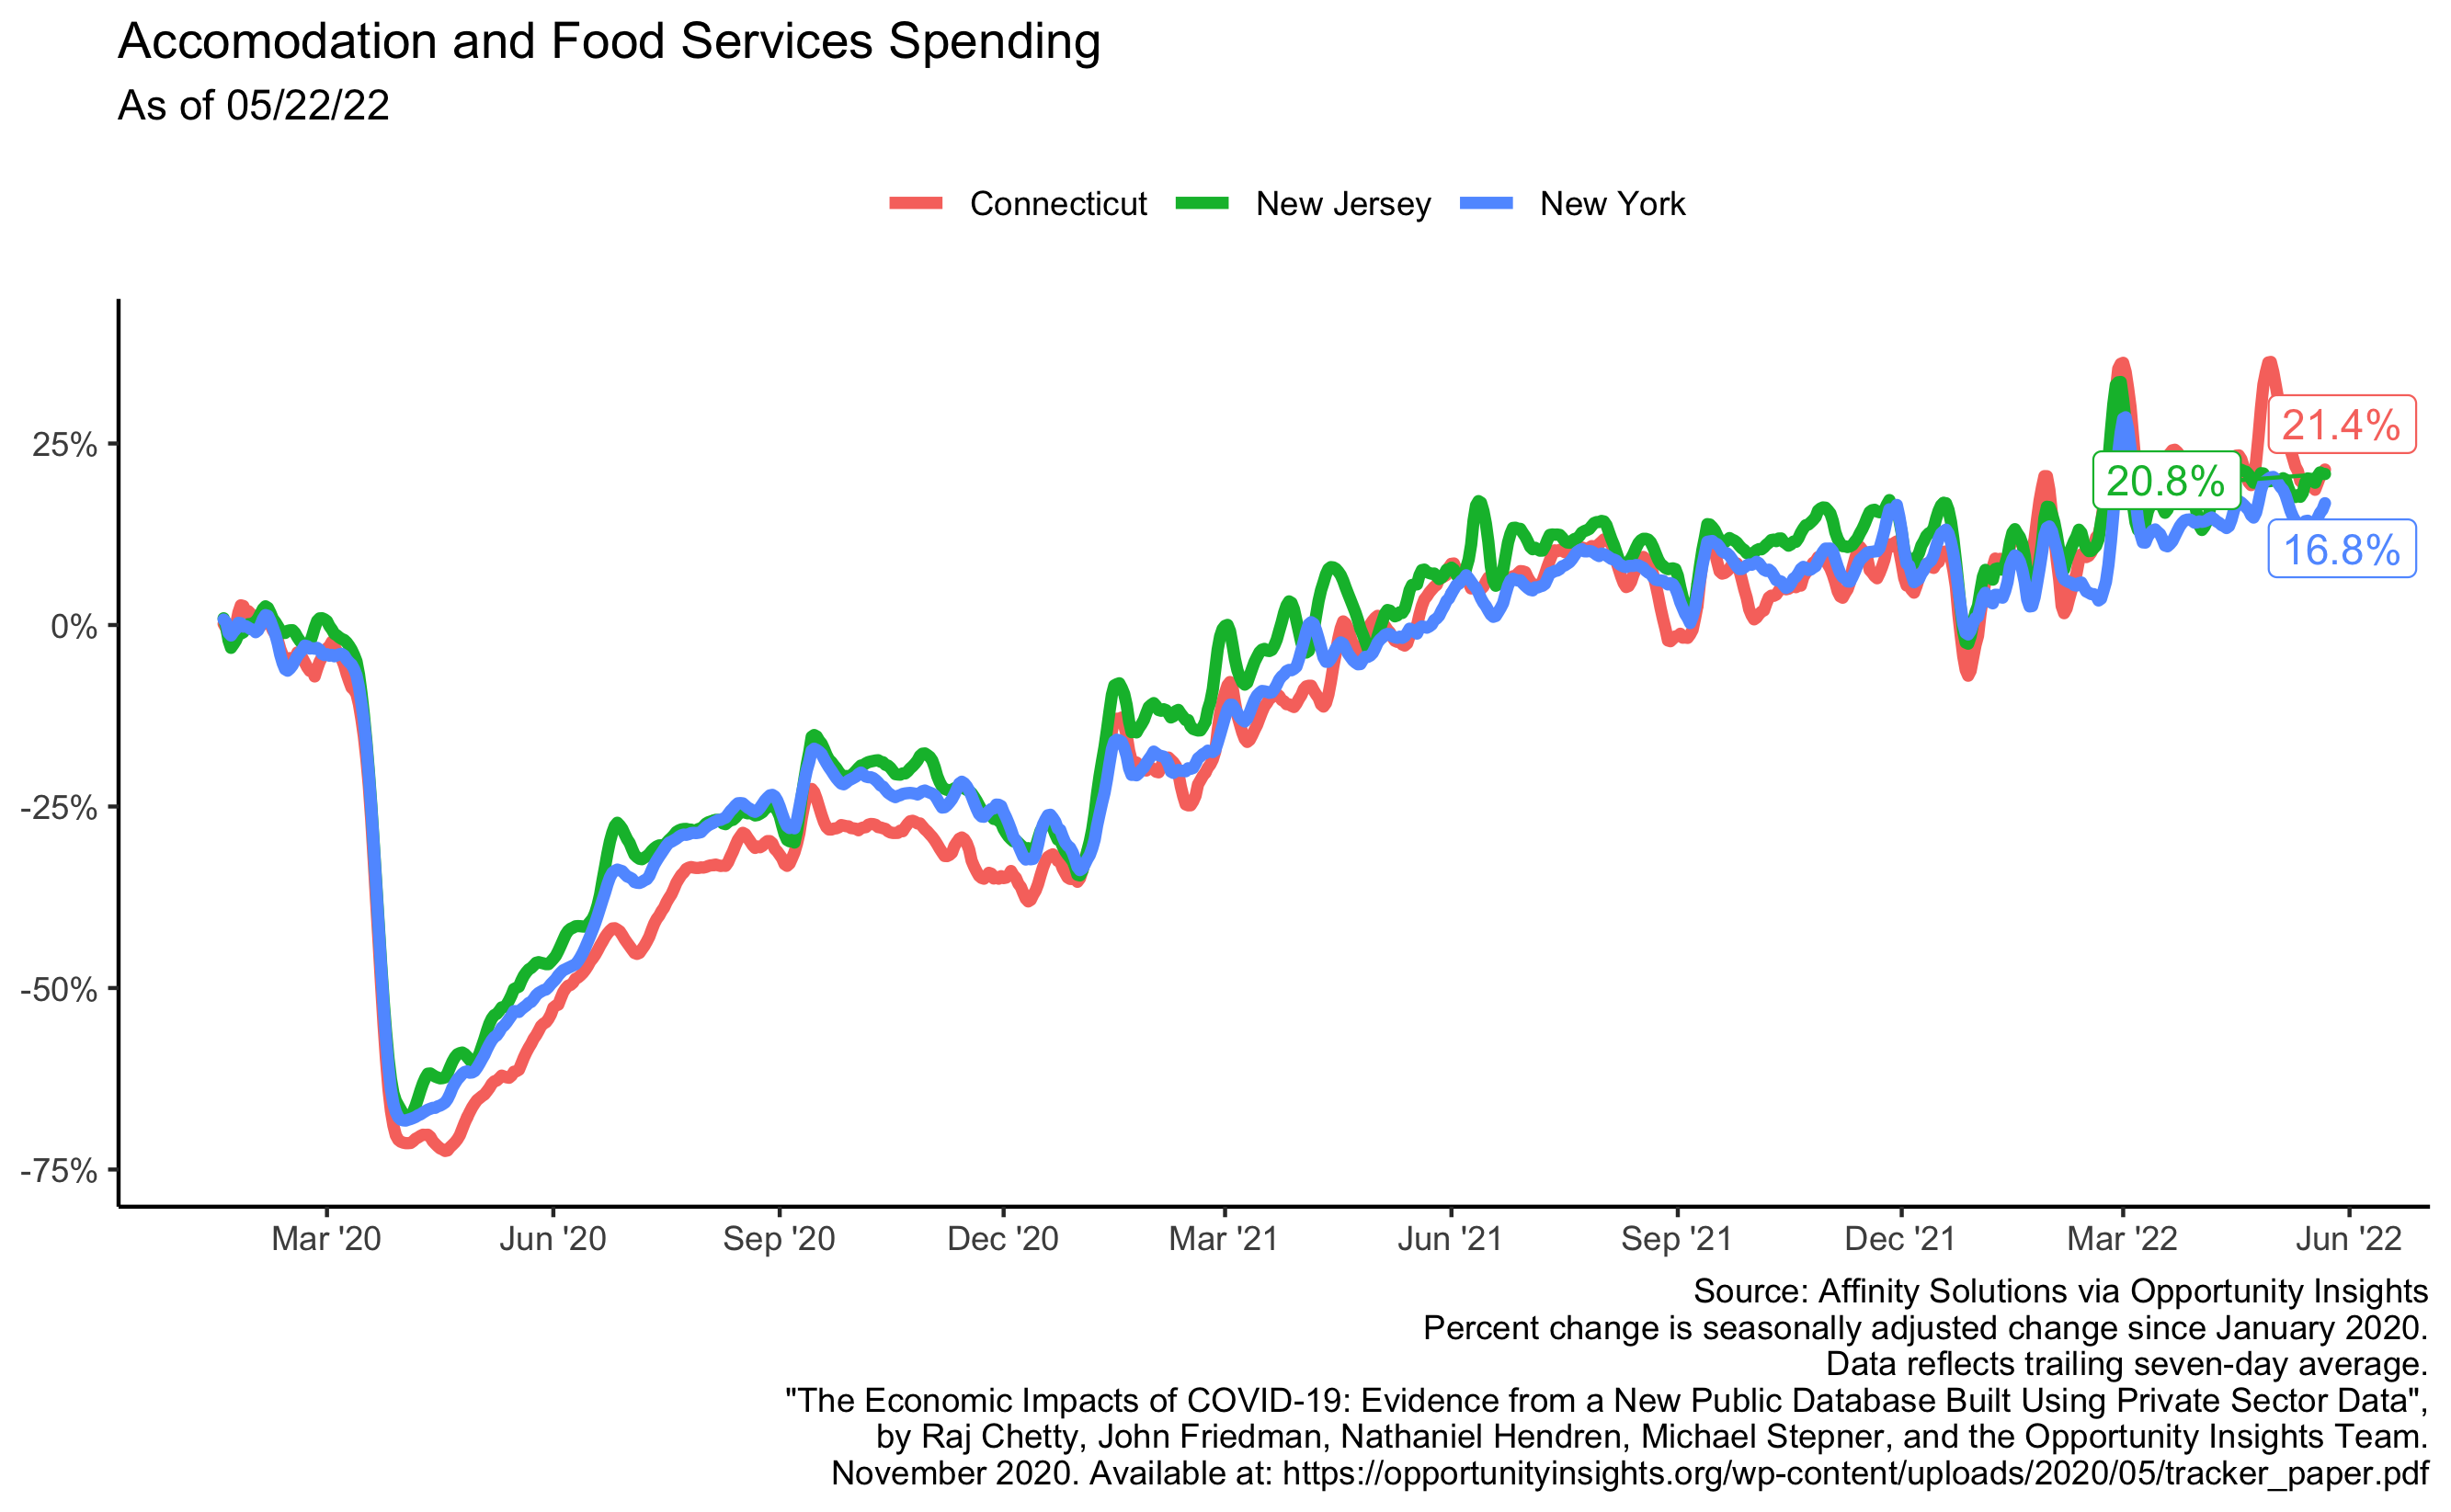 Accomodation and Food Services Spending
As of 05/22/22
Connecticut New Jersey New York
25%
0%
-25%
-50%
-75%
21.4%
20.8%
16.8%
Mar '20 Jun '20 Sep '20 Dec '20 Mar '21 Jun '21 Sep '21 Dec '21 Mar '22 Jun '22
Source: Affinity Solutions via Opportunity Insights
Percent change is seasonally adjusted change since January 2020.
Data reflects trailing seven-day average.
"The Economic Impacts of COVID-19: Evidence from a New Public Database Built Using Private Sector Data",
by Raj Chetty, John Friedman, Nathaniel Hendren, Michael Stepner, and the Opportunity Insights Team.
November 2020. Available at: https://opportunityinsights.org/wp-content/uploads/2020/05/tracker_paper.pdf